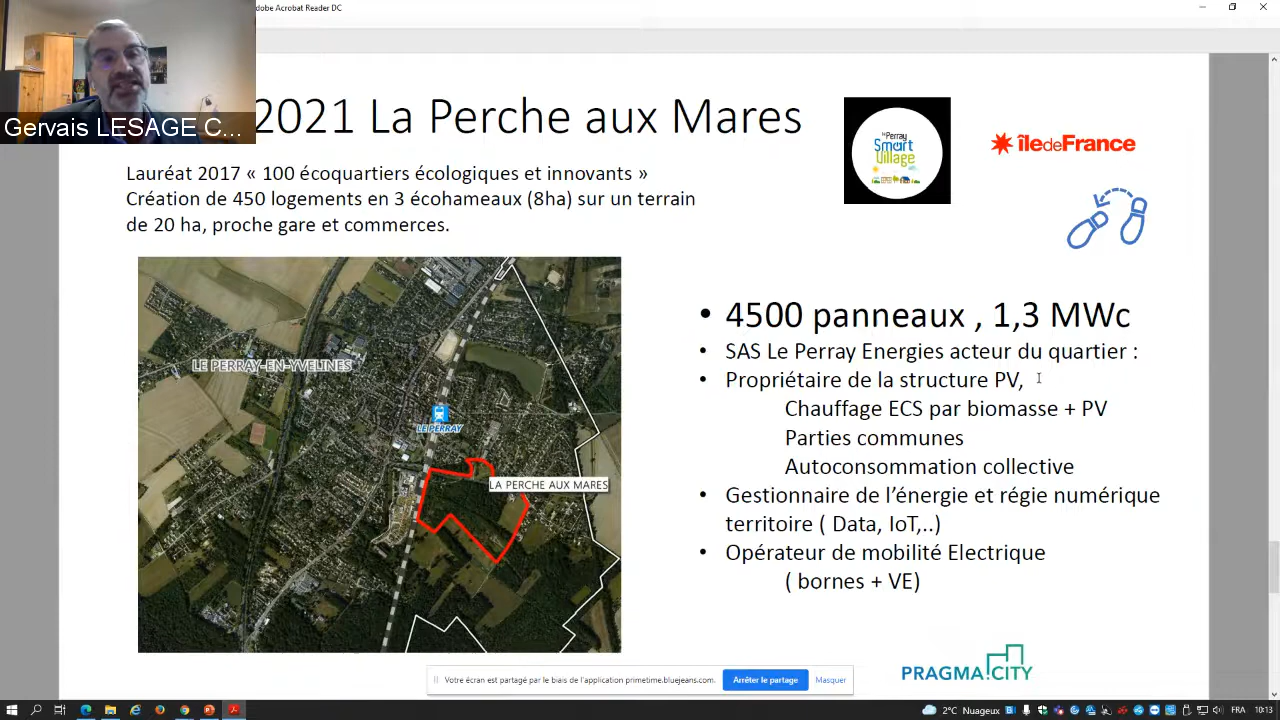 dobe Acrobat Reader DC
Gervais LESAGE C...
2021 La Perche aux Mares
Lauréat 2017 « 100 écoquartiers écologiques et innovants »
Création de 450 logements en 3 écohameaux (8ha) sur un terrain
de 20 ha, proche gare et commerces.
le Perray
Smart
Village
îledeFrance
LE PERRAY-EN-YVELINES
LE PERRAY
LA PERCHE AUX MARES
• 4500 panneaux , 1,3 MWc
• SAS Le Perray Energies acteur du quartier :
• Propriétaire de la structure PV,
Chauffage ECS par biomasse + PV
Parties communes
Autoconsommation collective
• Gestionnaire de l’énergie et régie numérique
territoire ( Data, IoT,..)
• Opérateur de mobilité Electrique
( bornes + VE)
PRAGMA:CITY
Votre écran est partagé par le biais de l'application primetime.bluejeans.com.
Arrêter le partage
Masquer
2°C Nuageux
FRA
10:13